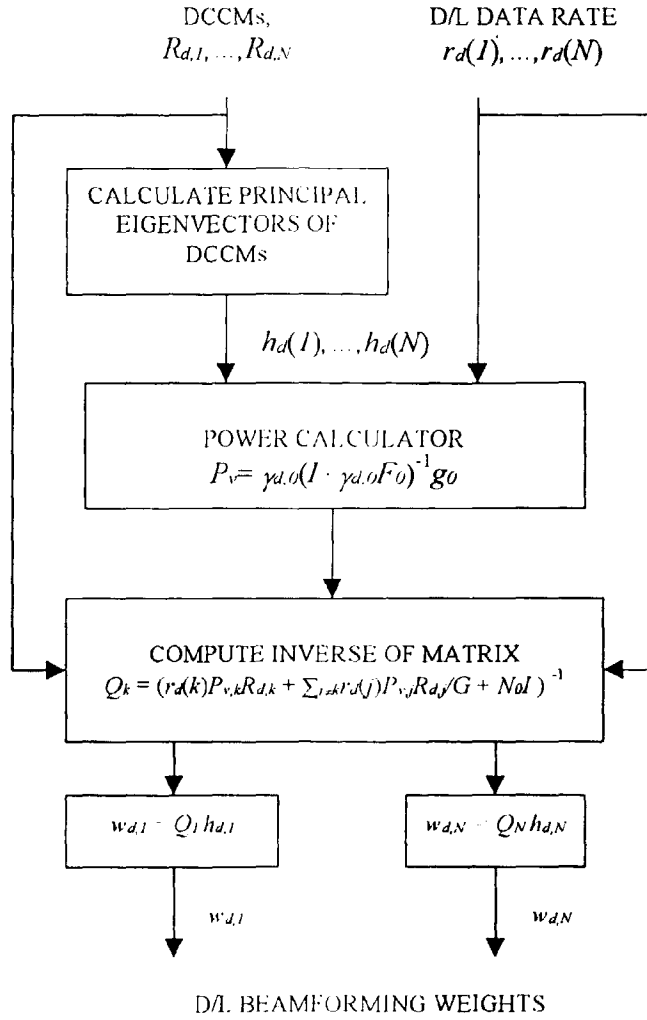 DCCMs,
R_{d,1}, ..., R_{d,N}
D/L DATA RATE
r_d(1), ..., r_d(N)
CALCULATE PRINCIPAL
EIGENVECTORS OF
DCCMs
h_d(1), ..., h_d(N)
POWER CALCULATOR
P_v = γ_{d,0}(I · γ_{d,0}F_0)^{-1}g_0
COMPUTE INVERSE OF MATRIX
Q_k = (r_d(k)P_{v,k}R_{d,k} + ∑_{j≠k}r_d(j)P_{v,j}R_{d,j}/G + N_0I)^{-1}
w_{d,1} - Q_1 h_{d,1}
w_{d,N} - Q_N h_{d,N}
w_{d,1}
w_{d,N}
D/L BEAMFORMING WEIGHTS